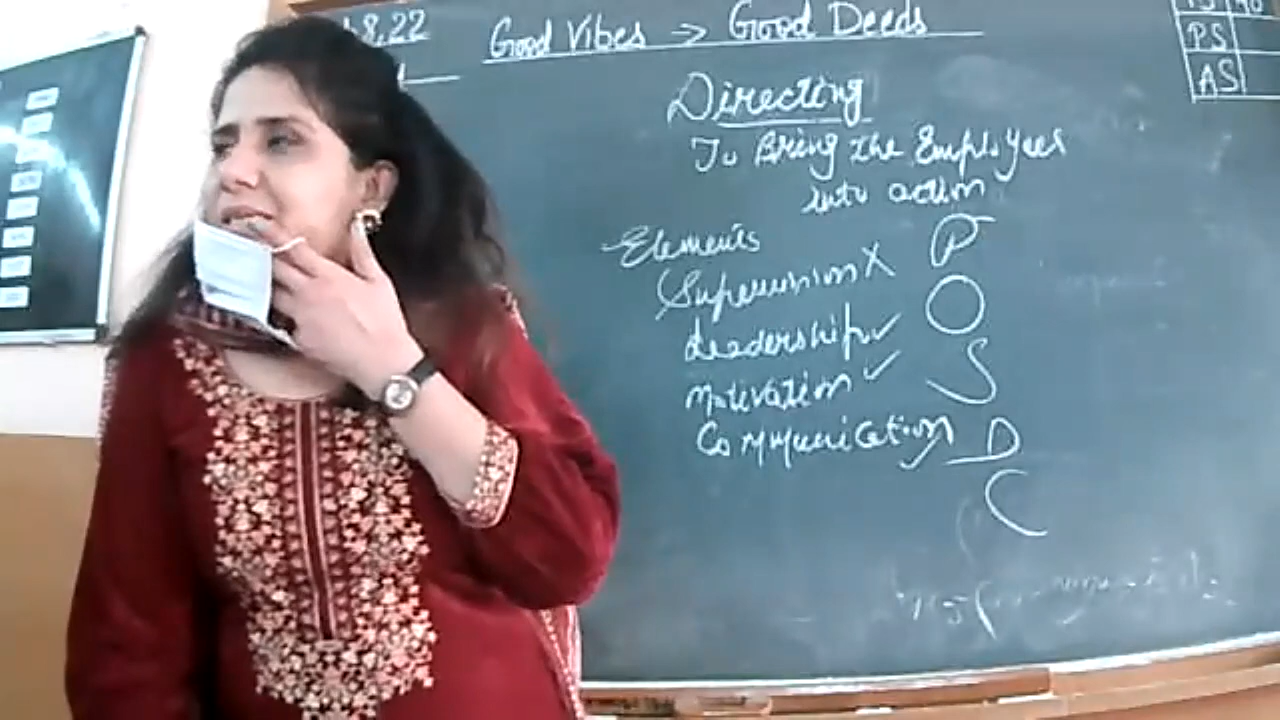 8,22
Good Vibes -> Good Deeds
PS
AS
Directing
To Bring the Employees
into action
Elements
P
Supervision X
O
Leadership ✓
S
Motivation ✓
Communication
D
C